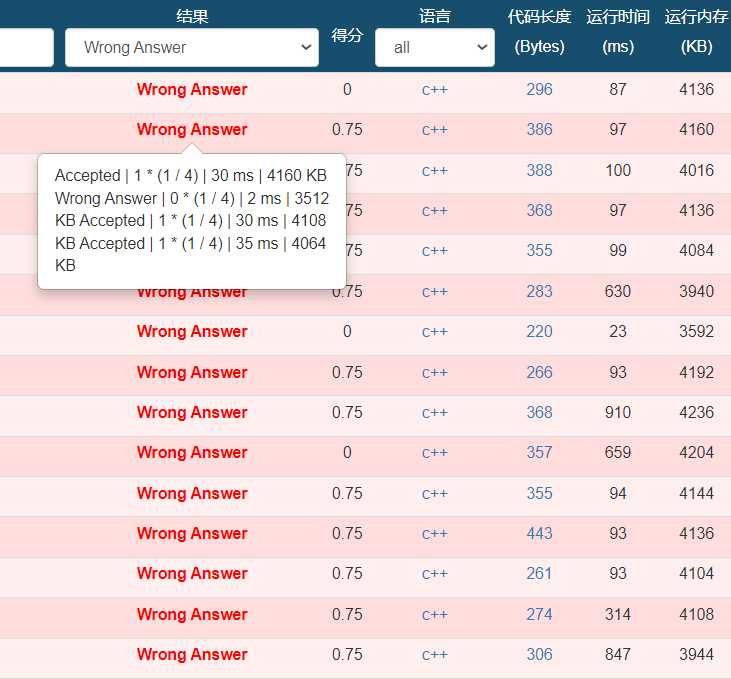 结果 得分 语言 代码长度 运行时间 运行内存
Wrong Answer all (Bytes) (ms) (KB)
Wrong Answer 0 c++ 296 87 4136
Wrong Answer 0.75 c++ 386 97 4160
Accepted | 1 * (1 / 4) | 30 ms | 4160 KB
Wrong Answer | 0 * (1 / 4) | 2 ms | 3512
KB Accepted | 1 * (1 / 4) | 30 ms | 4108
KB Accepted | 1 * (1 / 4) | 35 ms | 4064
KB
75 c++ 388 100 4016
75 c++ 368 97 4136
75 c++ 355 99 4084
Wrong Answer 0.75 c++ 283 630 3940
Wrong Answer 0 c++ 220 23 3592
Wrong Answer 0.75 c++ 266 93 4192
Wrong Answer 0.75 c++ 368 910 4236
Wrong Answer 0 c++ 357 659 4204
Wrong Answer 0.75 c++ 355 94 4144
Wrong Answer 0.75 c++ 443 93 4136
Wrong Answer 0.75 c++ 261 93 4104
Wrong Answer 0.75 c++ 274 314 4108
Wrong Answer 0.75 c++ 306 847 3944